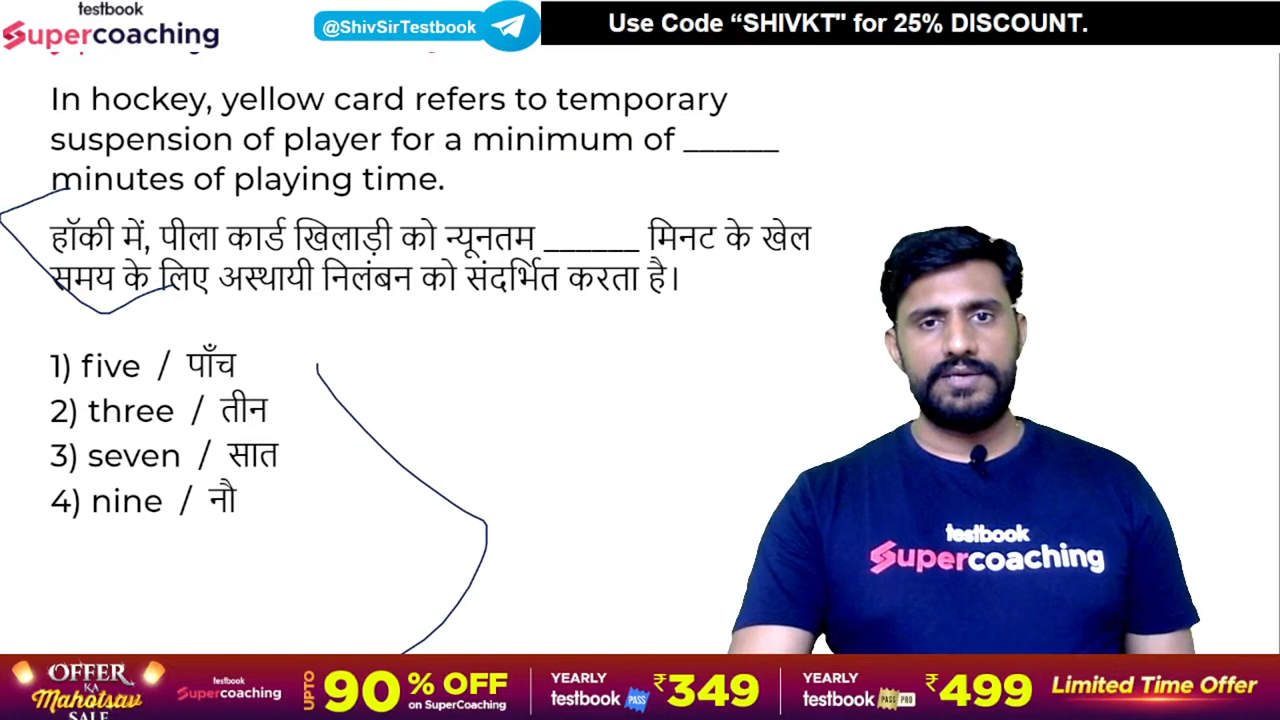 testbook
Supercoaching
@ShivSirTestbook
Use Code “SHIVKT" for 25% DISCOUNT.
In hockey, yellow card refers to temporary
suspension of player for a minimum of ______
minutes of playing time.
हॉकी में, पीला कार्ड खिलाड़ी को न्यूनतम ______ मिनट के खेल
समय के लिए अस्थायी निलंबन को संदर्भित करता है।
1) five / पाँच
2) three / तीन
3) seven / सात
4) nine / नौ
testbook
Supercoaching
OFFER
KA
Mahotsav
SALE
testbook
Supercoaching
UPTO
90% OFF
on SuperCoaching
YEARLY
testbook PASS
₹349
YEARLY
testbook PASS PRO
₹499
Limited Time Offer